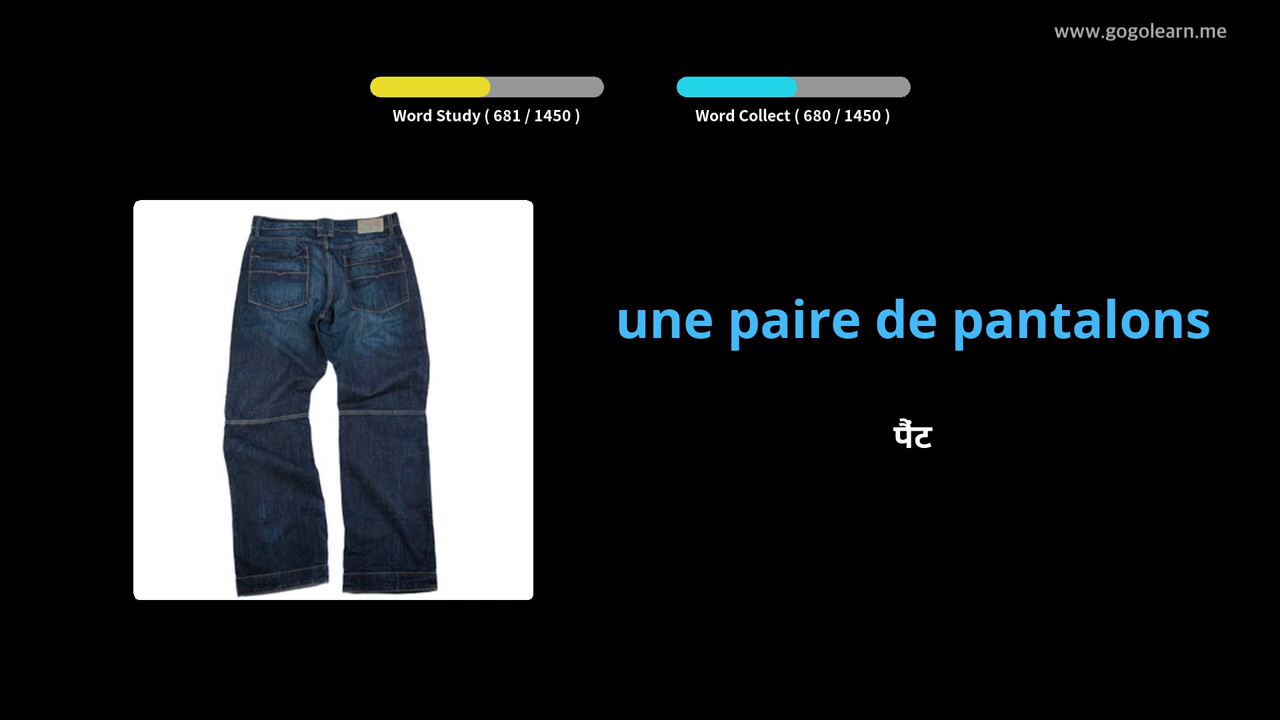 www.gogolearn.me
Word Study ( 681 / 1450 )
Word Collect ( 680 / 1450 )
une paire de pantalons
पैंट